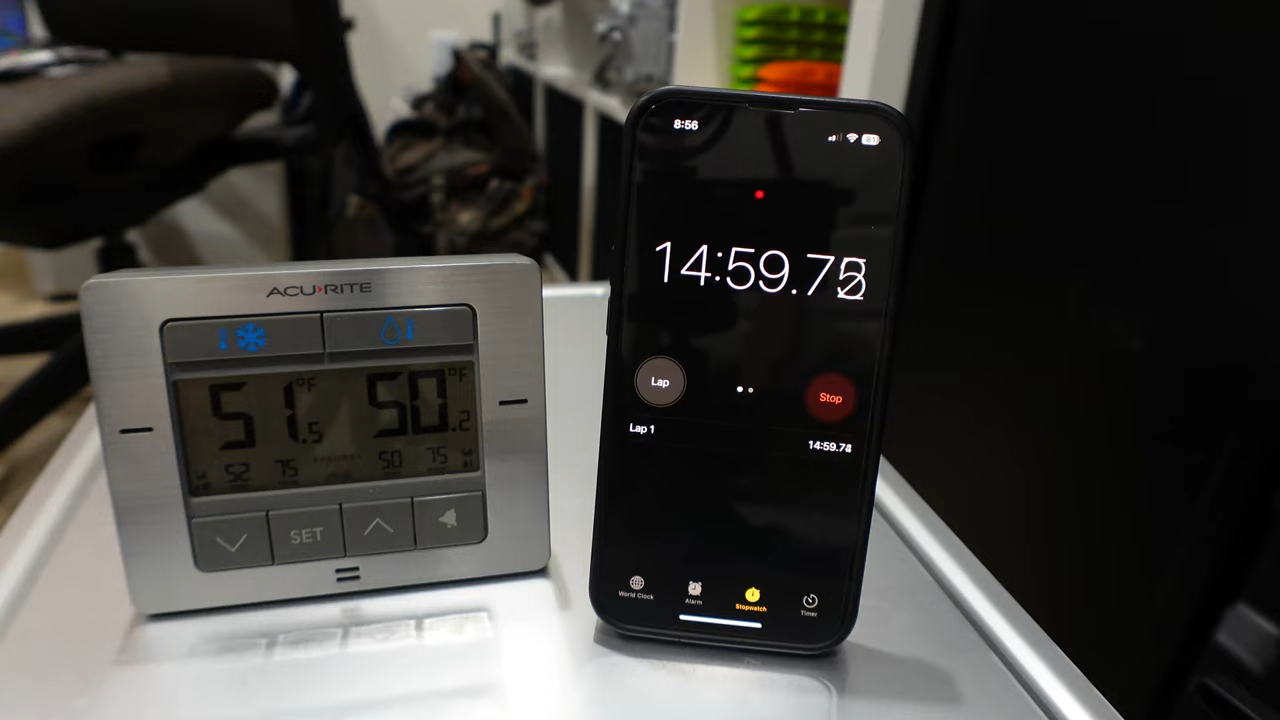 ACURITE
51.5°F 50.2°F
52 75 50 75
SET
8:56
81
14:59.75
Lap
Stop
Lap 1
14:59.74
World Clock
Alarm
Stopwatch
Timer